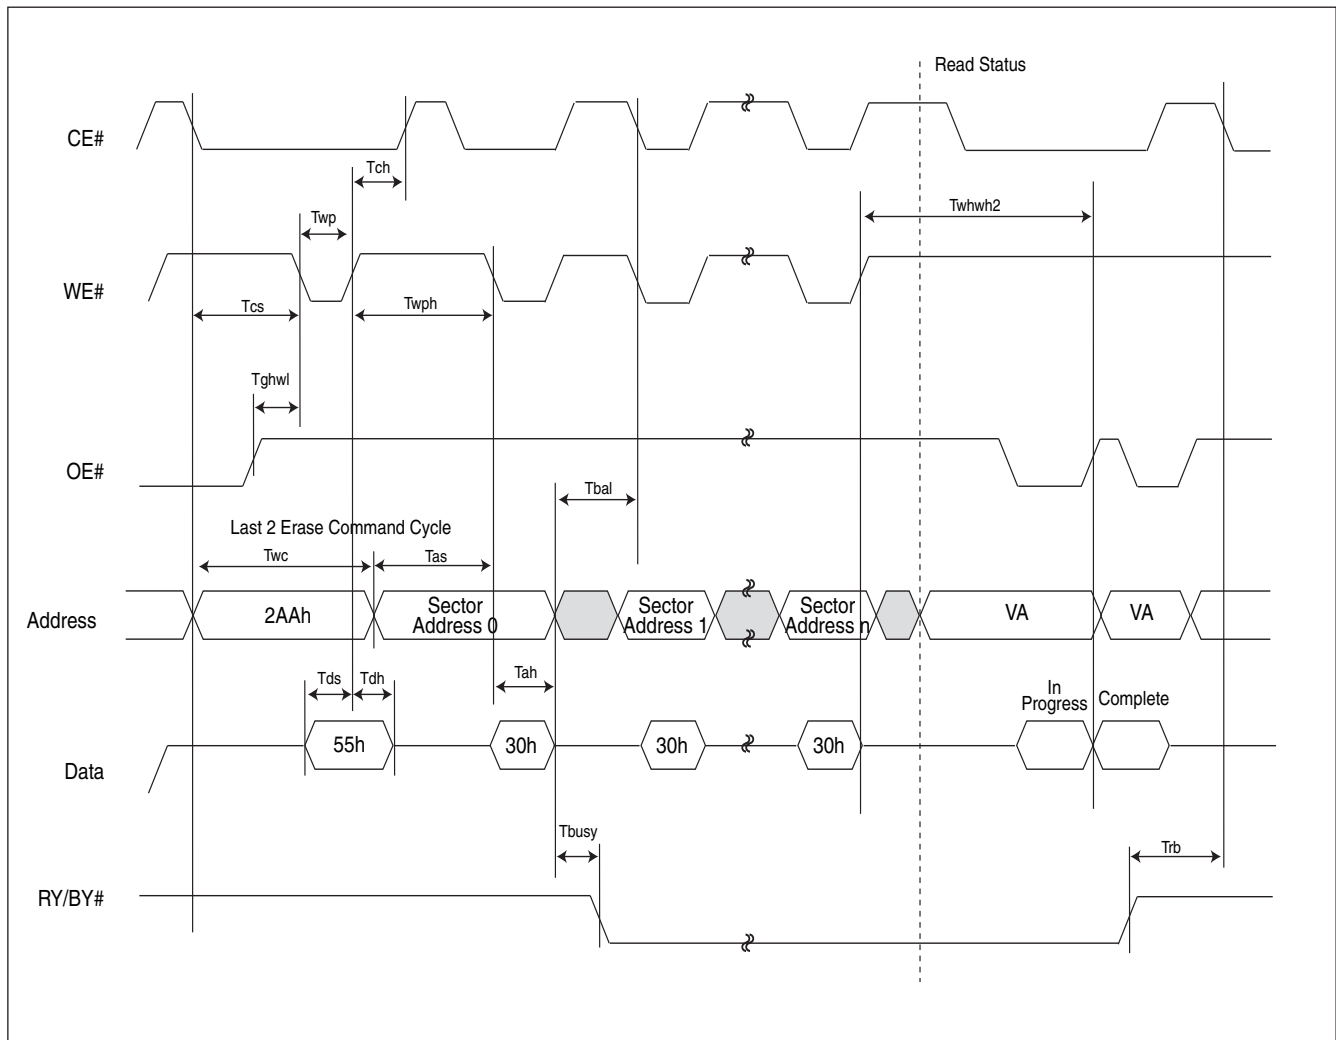 Read Status
CE#
Tch
Twp
Twhwh2
WE#
Tcs
Twph
Tghwl
OE#
Tbal
Last 2 Erase Command Cycle
Twc
Tas
Address
2AAh
Sector
Address 0
Sector
Address 1
Sector
Address n
VA
VA
Tds
Tdh
Tah
In
Progress
Complete
Data
55h
30h
30h
30h
Tbusy
Trb
RY/BY#